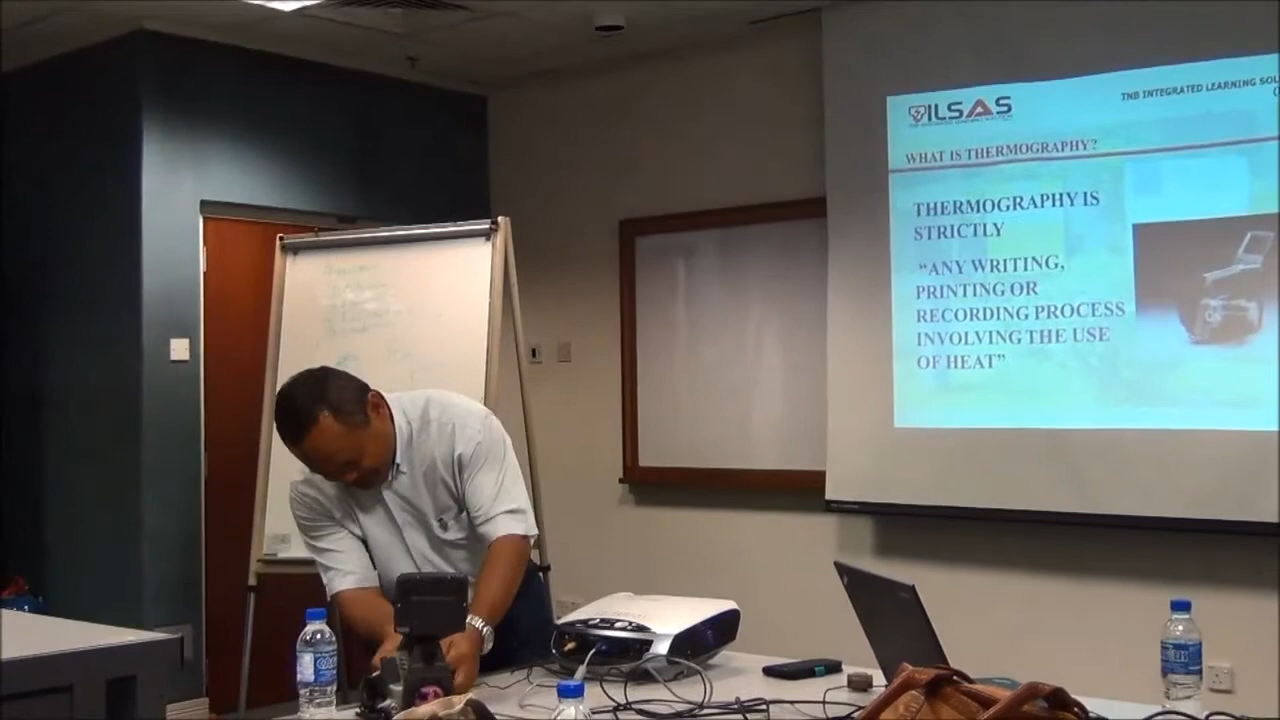 ILSAS
TNB INTEGRATED LEARNING SOLU
WHAT IS THERMOGRAPHY?
THERMOGRAPHY IS
STRICTLY
“ANY WRITING,
PRINTING OR
RECORDING PROCESS
INVOLVING THE USE
OF HEAT”